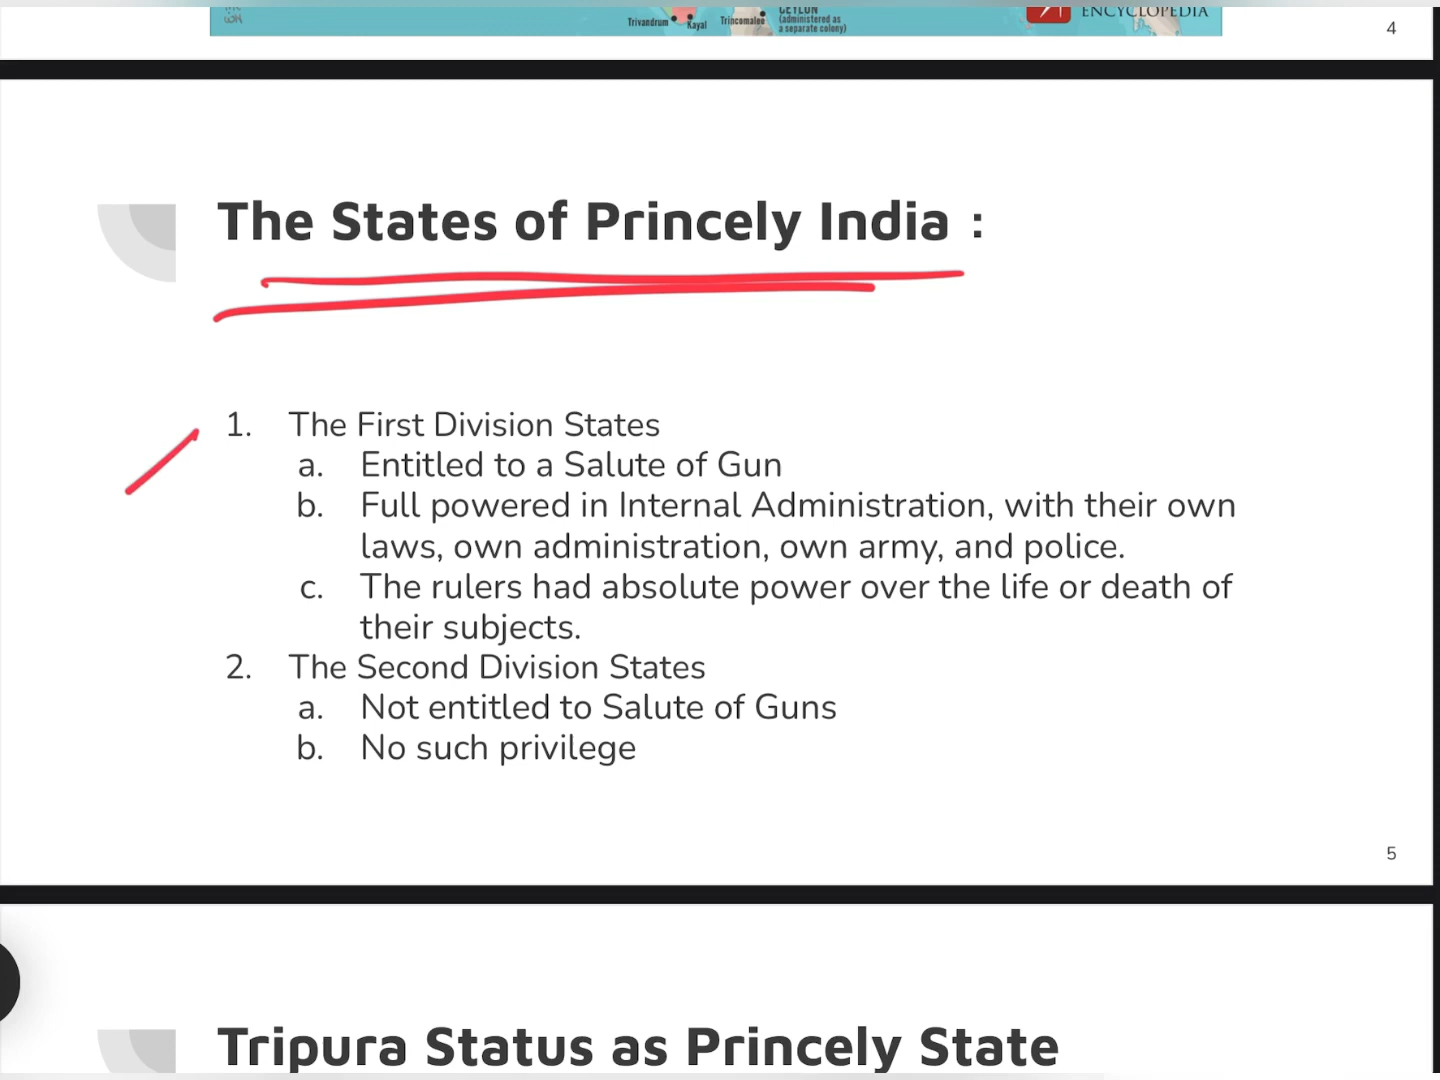 Trivandrum
Kayal
Trincomalee
CEYLON
(administered as
a separate colony)
ENCYCLOPEDIA
4
The States of Princely India :
1. The First Division States
a. Entitled to a Salute of Gun
b. Full powered in Internal Administration, with their own
laws, own administration, own army, and police.
c. The rulers had absolute power over the life or death of
their subjects.
2. The Second Division States
a. Not entitled to Salute of Guns
b. No such privilege
5
Tripura Status as Princely State